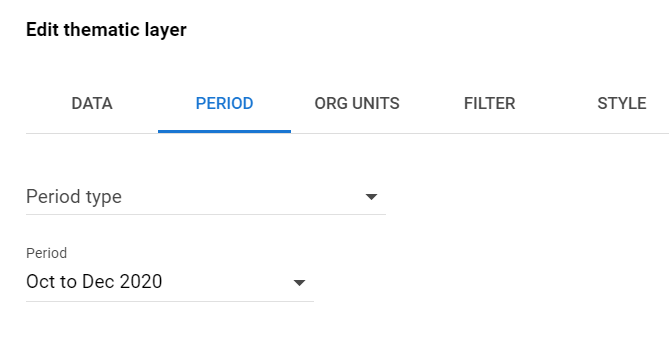 Edit thematic layer
DATA PERIOD ORG UNITS FILTER STYLE
Period type
Period
Oct to Dec 2020